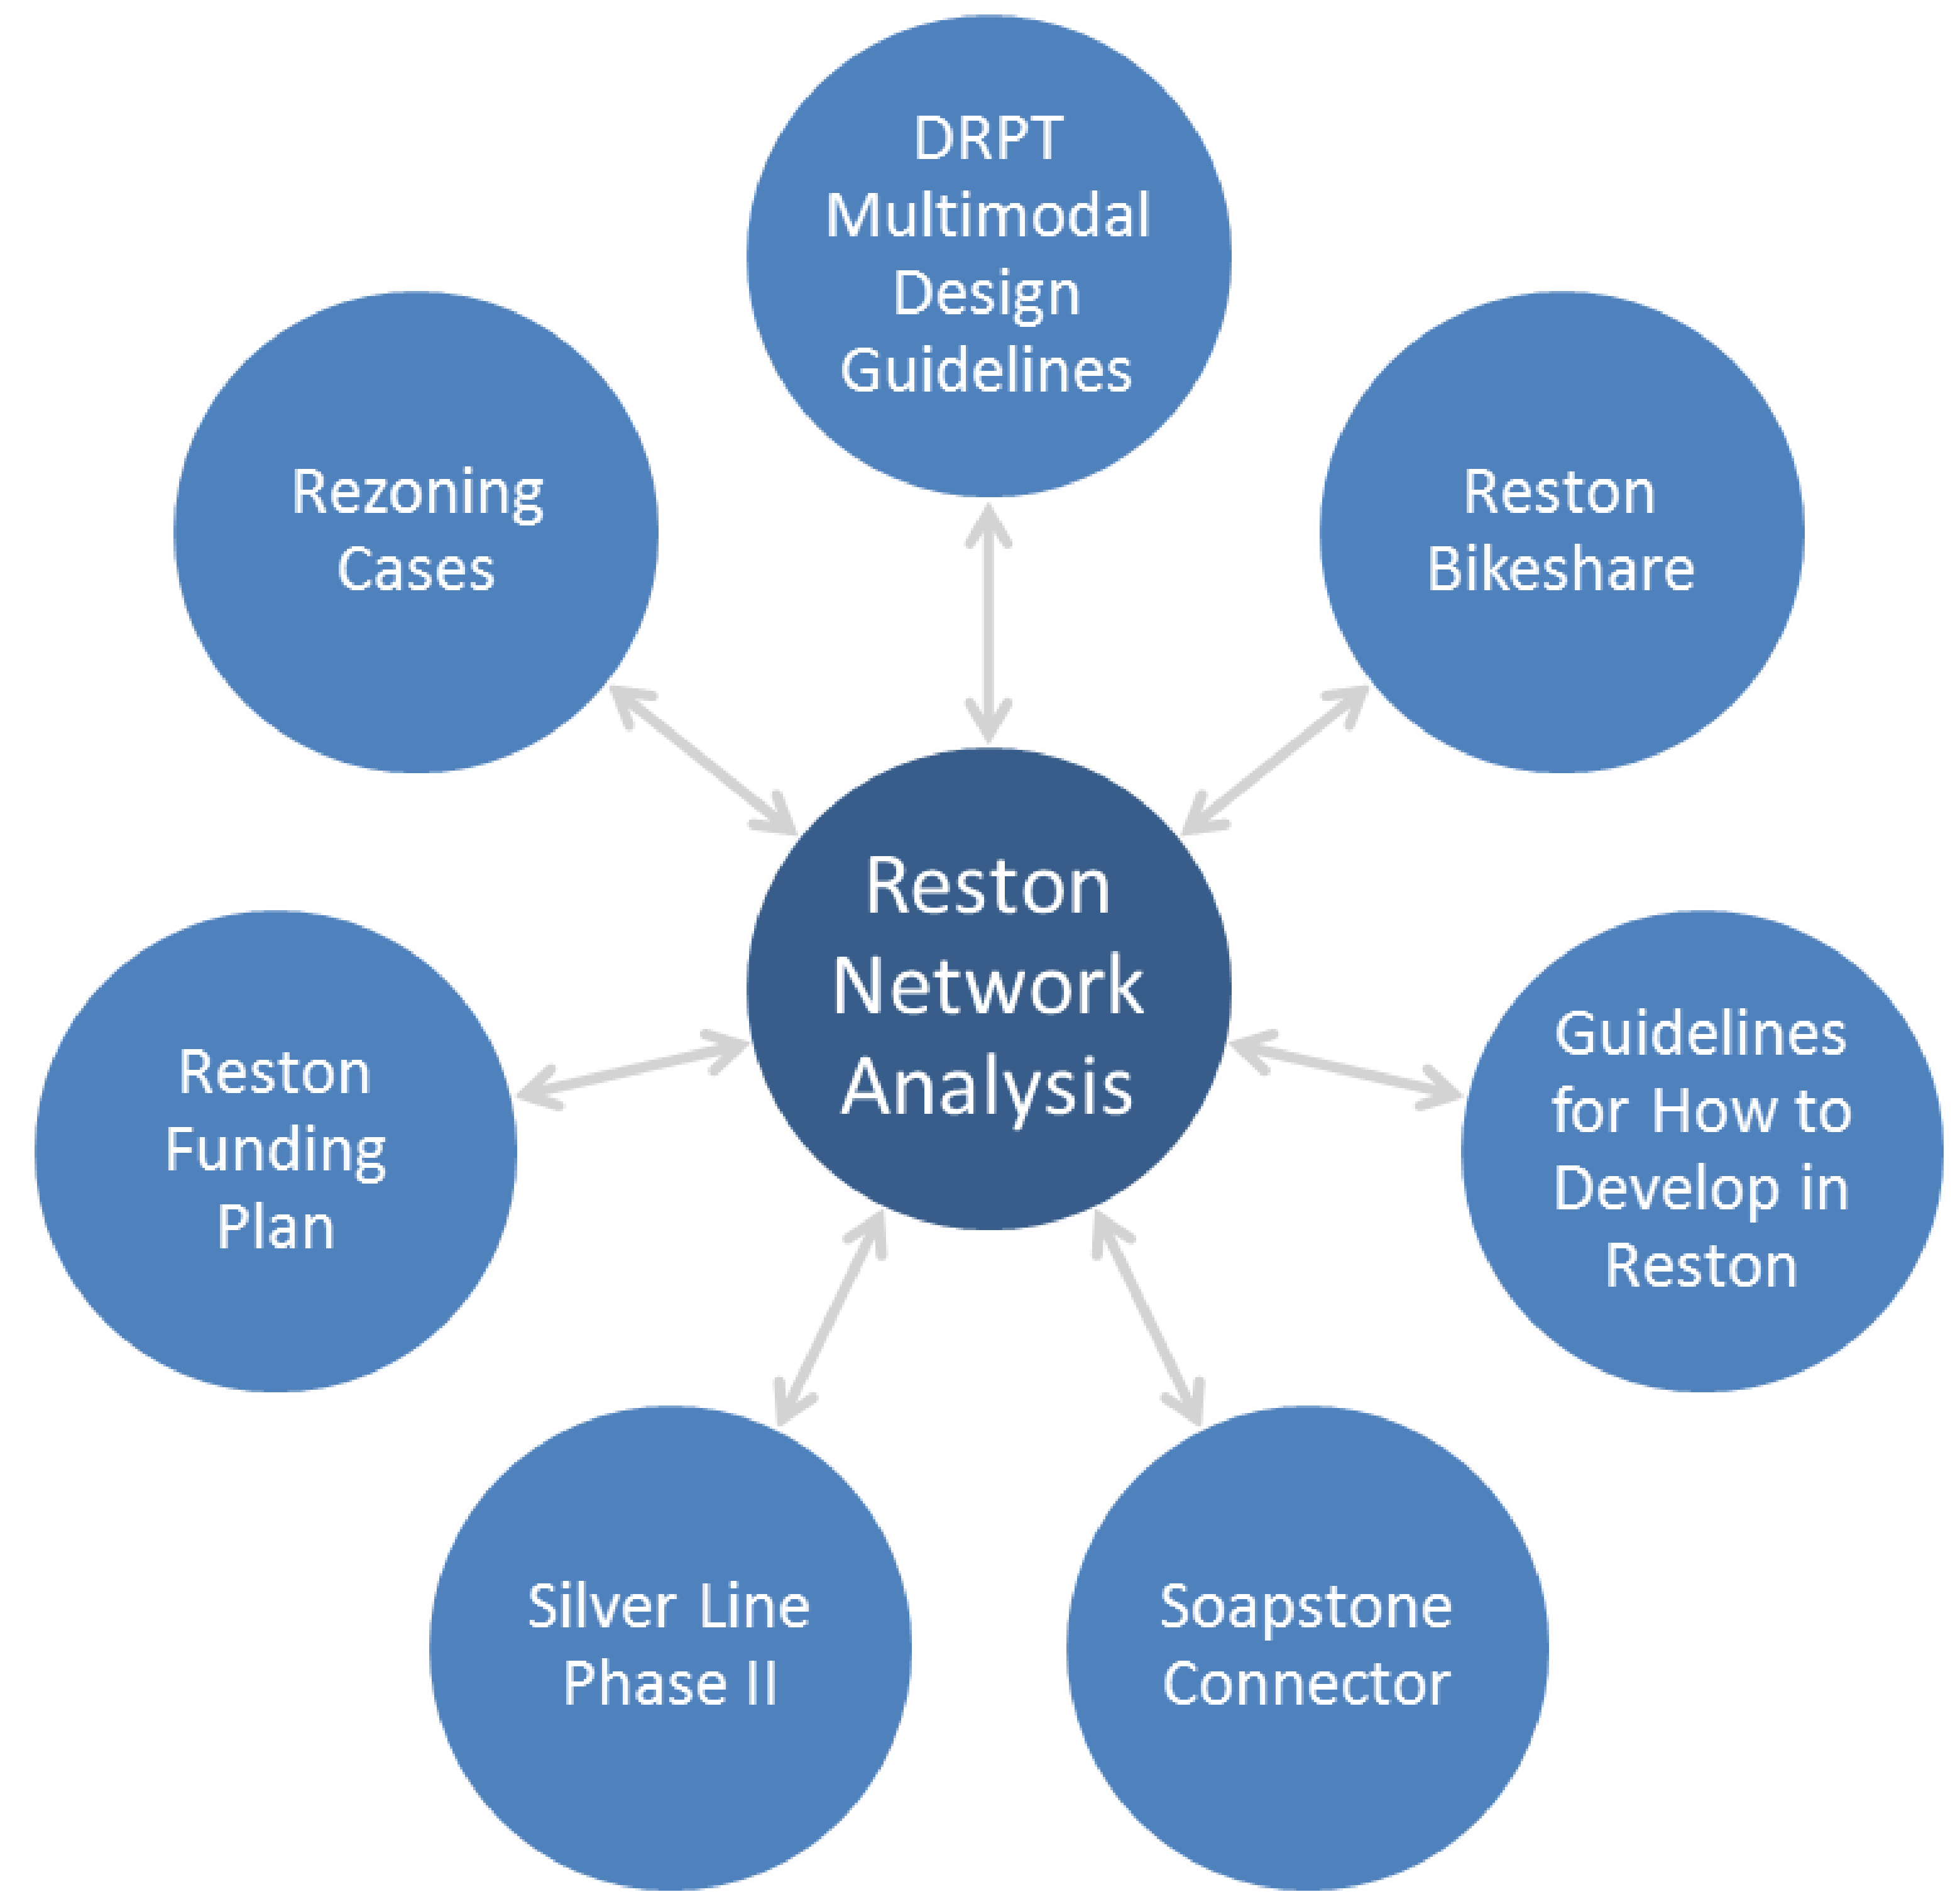 DRPT
Multimodal
Design
Guidelines
Rezoning
Cases
Reston
Bikeshare
Reston
Network
Analysis
Reston
Funding
Plan
Guidelines
for How to
Develop in
Reston
Silver Line
Phase II
Soapstone
Connector